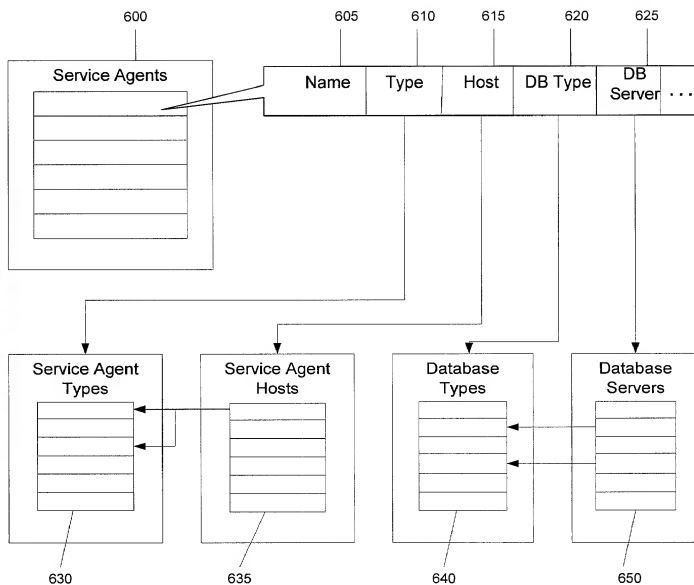 600
605
610
615
620
625
Service Agents
Name
Type
Host
DB Type
DB
Server
...
Service Agent
Types
Service Agent
Hosts
Database
Types
Database
Servers
630
635
640
650